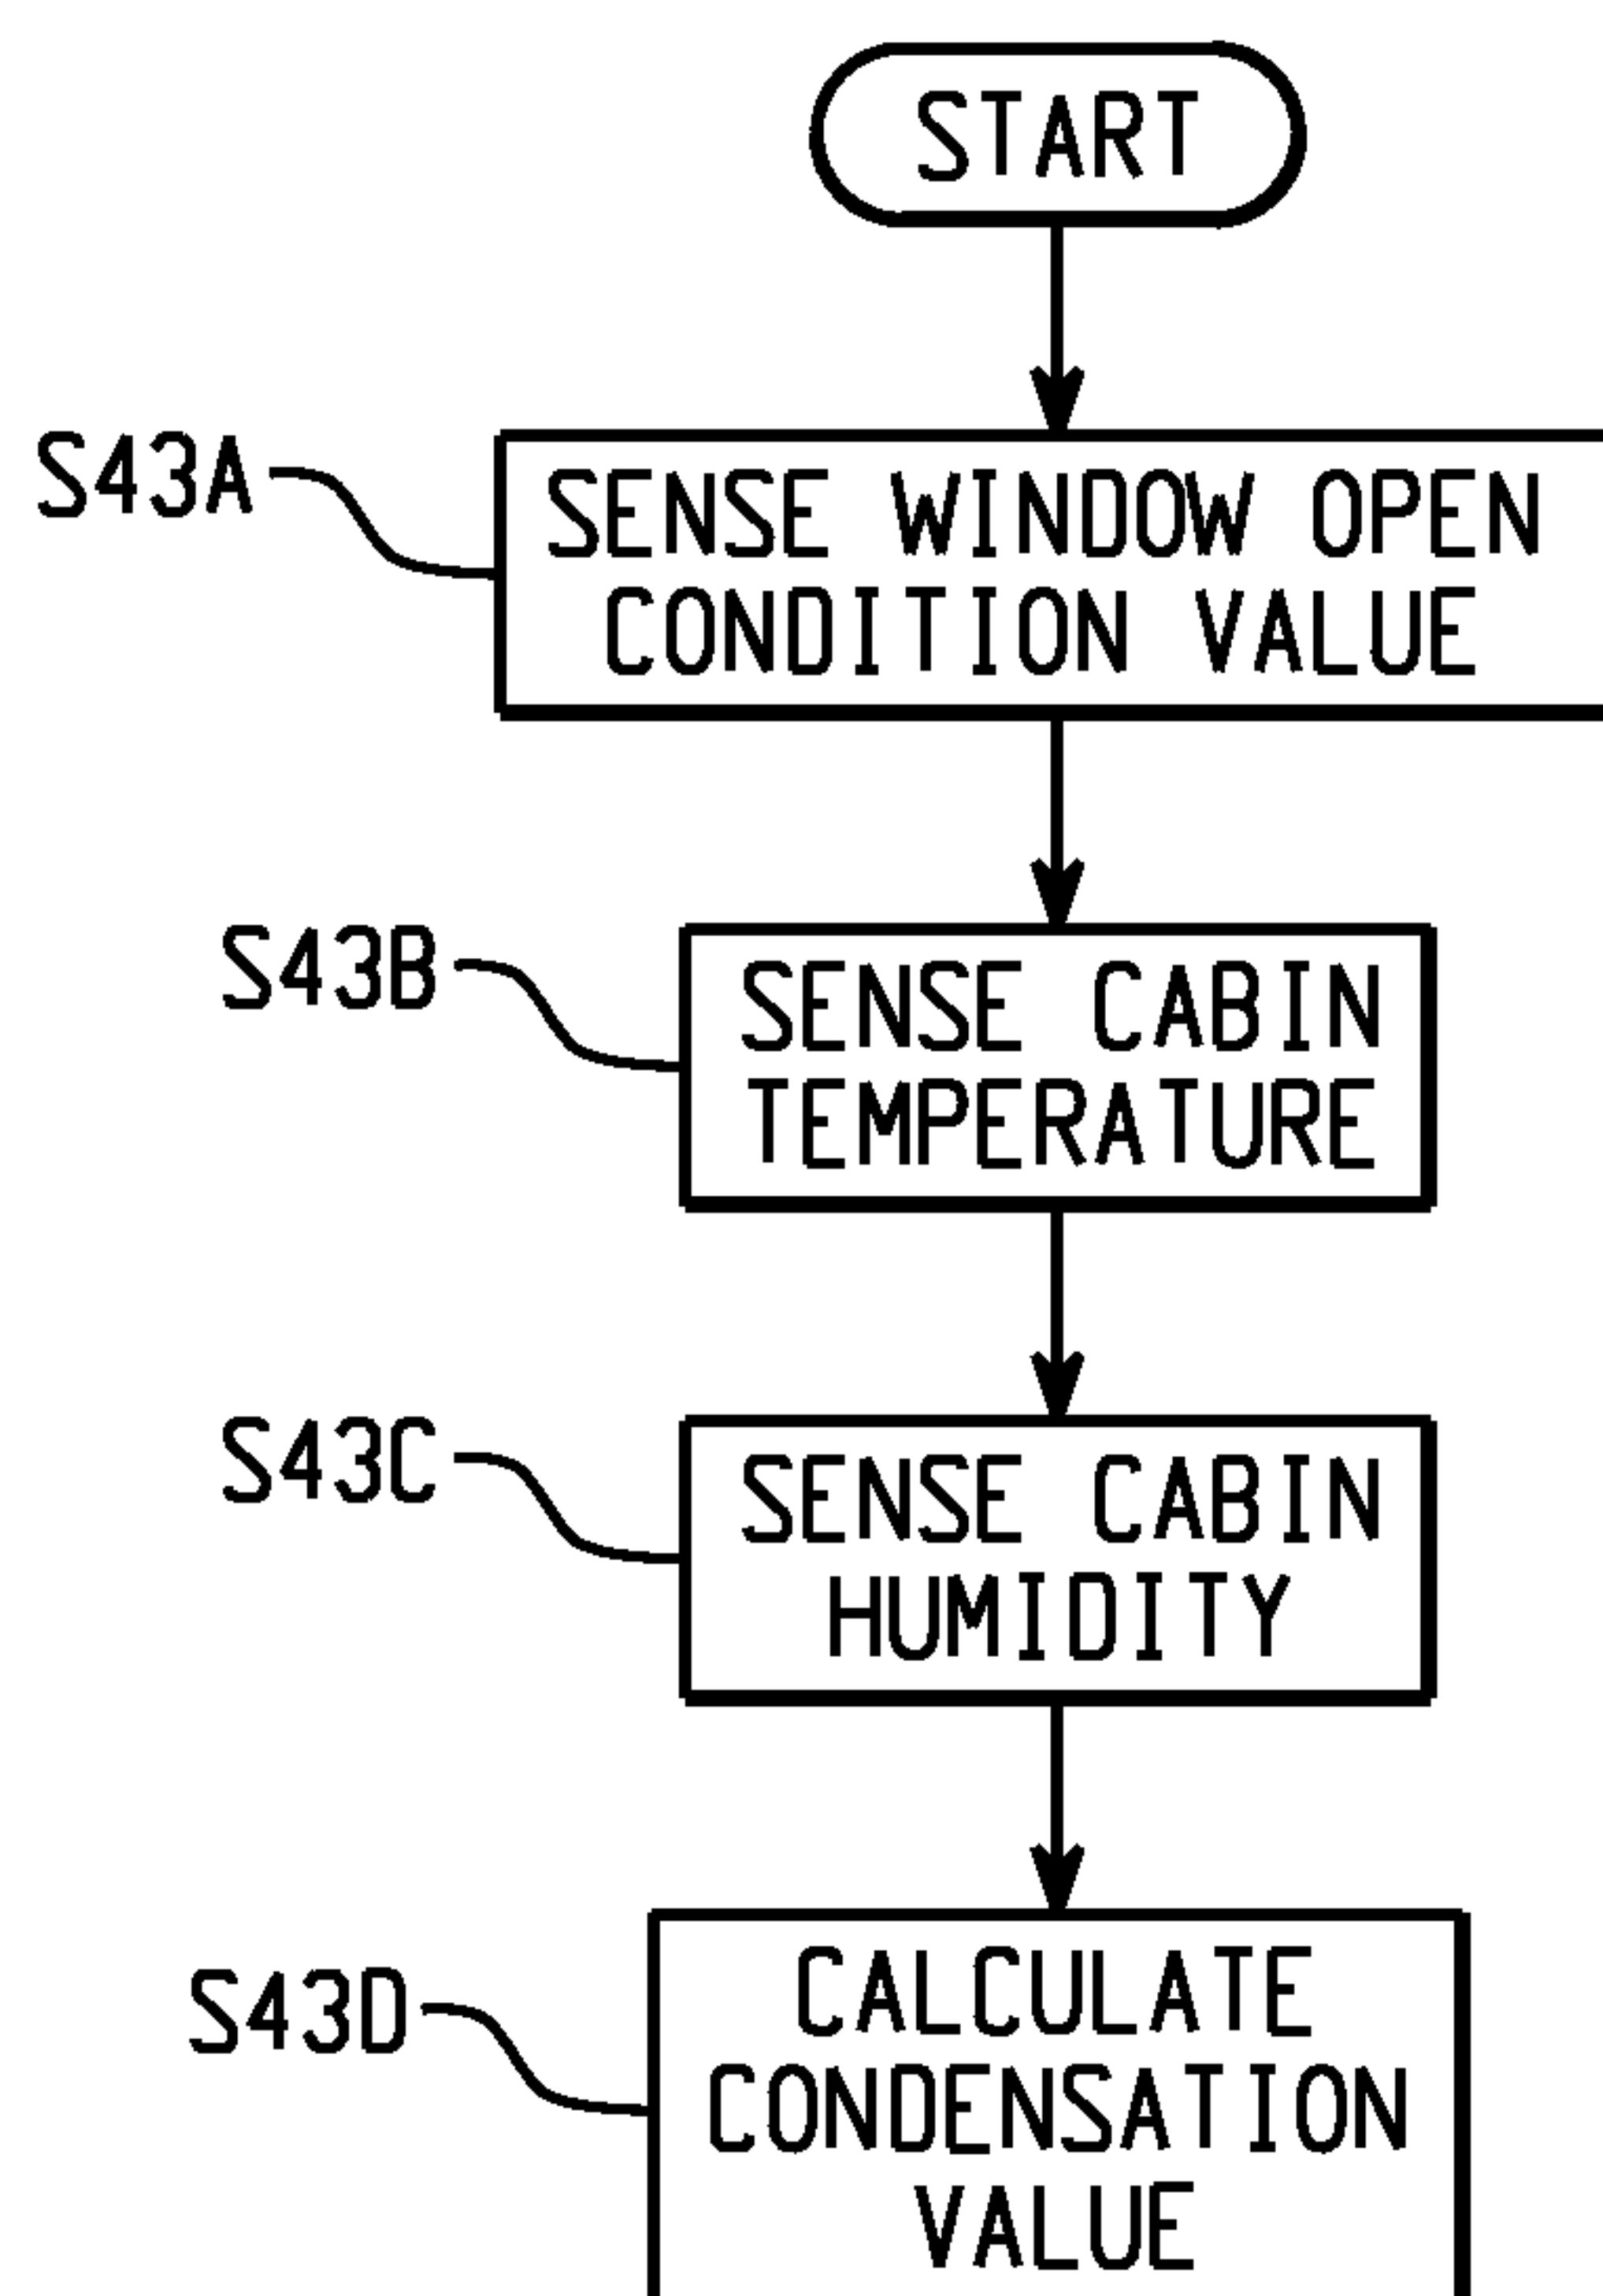 START
S43A
SENSE WINDOW OPEN
CONDITION VALUE
S43B
SENSE CABIN
TEMPERATURE
S43C
SENSE CABIN
HUMIDITY
S43D
CALCULATE
CONDENSATION
VALUE